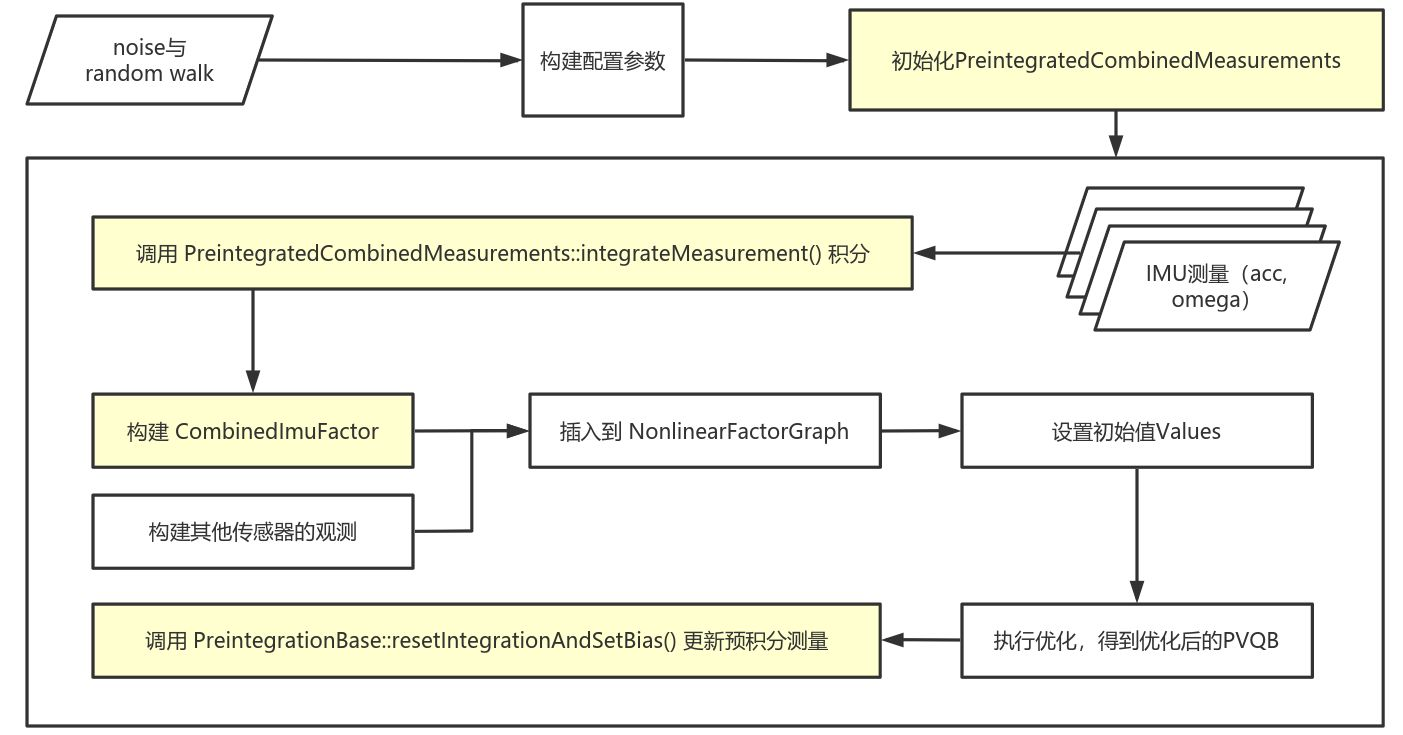 noise与
random walk
构建配置参数
初始化PreintegratedCombinedMeasurements
调用 PreintegratedCombinedMeasurements::integrateMeasurement() 积分
IMU测量（acc,
omega）
构建 CombinedImuFactor
插入到 NonlinearFactorGraph
设置初始值Values
构建其他传感器的观测
调用 PreintegrationBase::resetIntegrationAndSetBias() 更新预积分测量
执行优化，得到优化后的PVQB